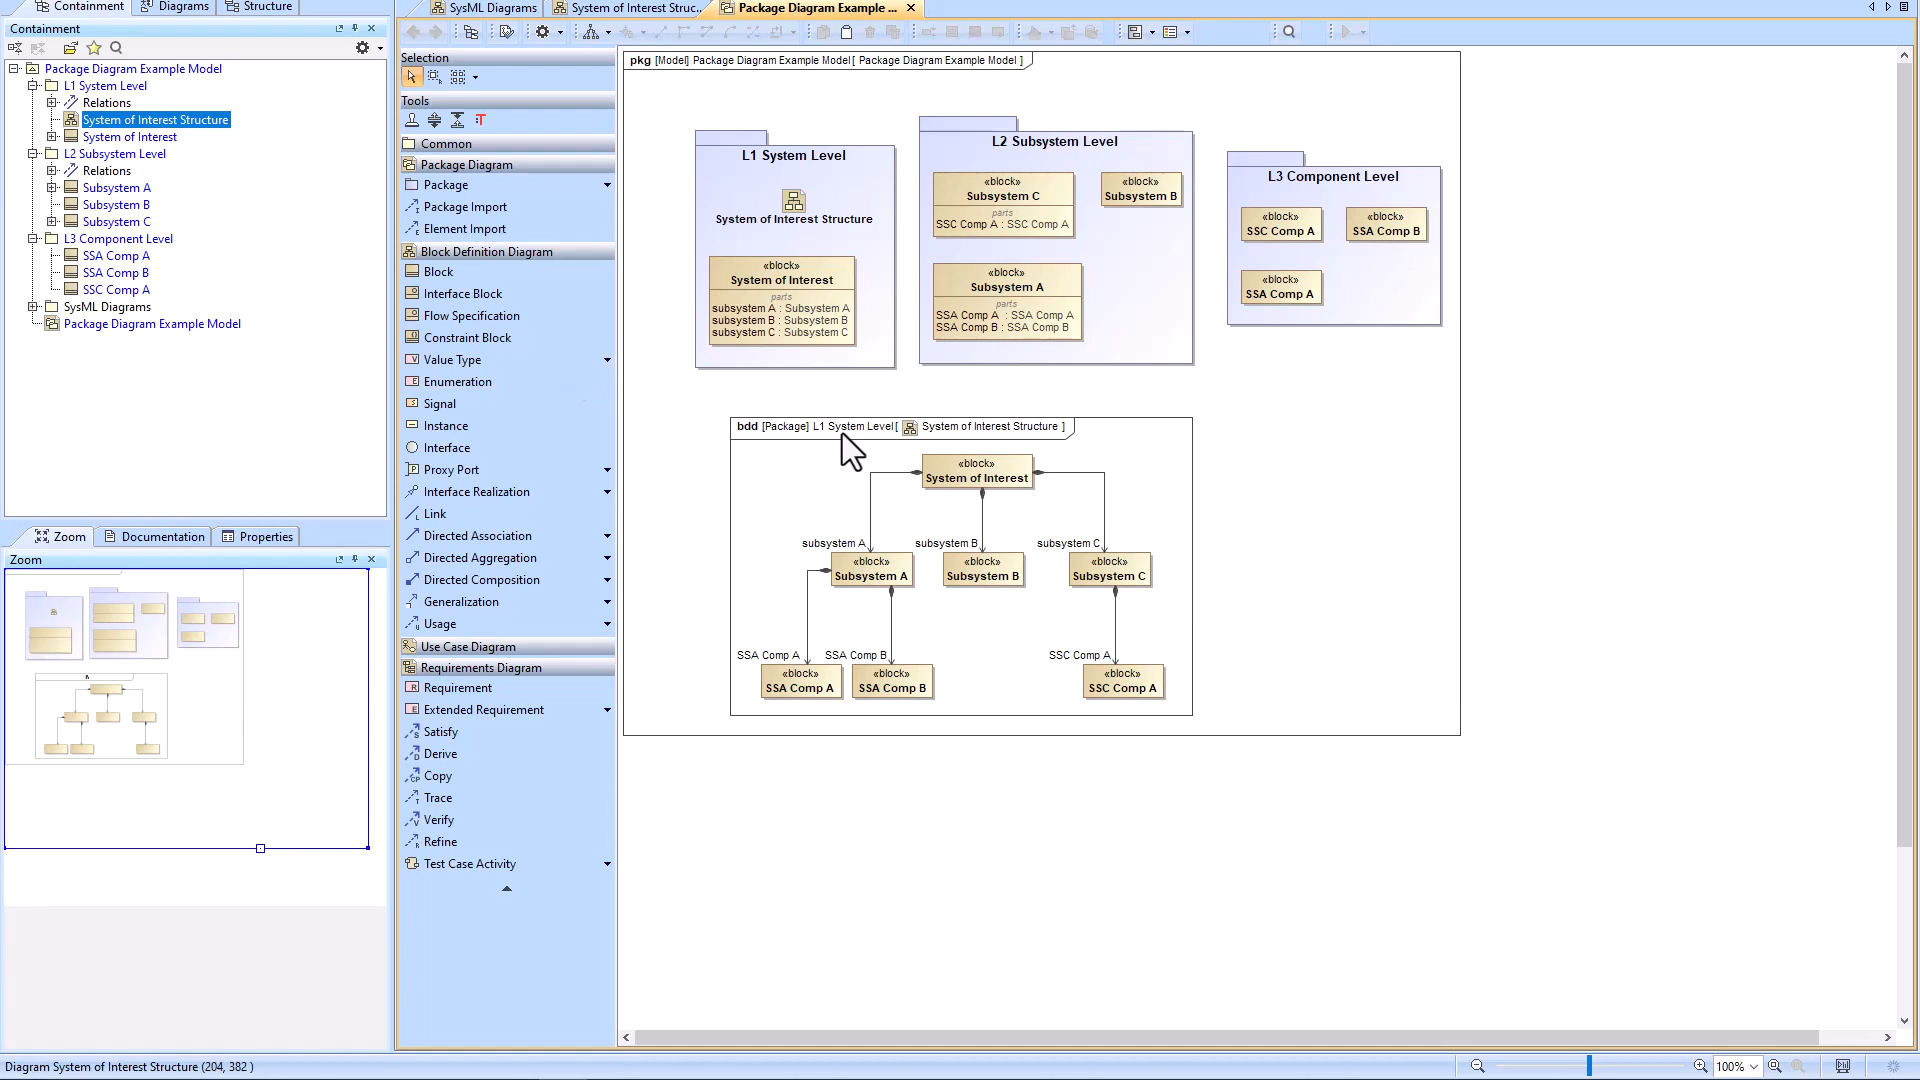 Containment
Diagrams
Structure
Containment
Package Diagram Example Model
L1 System Level
Relations
System of Interest Structure
System of Interest
L2 Subsystem Level
Relations
Subsystem A
Subsystem B
Subsystem C
L3 Component Level
SSA Comp A
SSA Comp B
SSC Comp A
SysML Diagrams
Package Diagram Example Model
Zoom
Documentation
Properties
Zoom
SysML Diagrams
System of Interest Struc...
Package Diagram Example ...
Selection
Tools
Common
Package Diagram
Package
Package Import
Element Import
Block Definition Diagram
Block
Interface Block
Flow Specification
Constraint Block
Value Type
Enumeration
Signal
Instance
Interface
Proxy Port
Interface Realization
Link
Directed Association
Directed Aggregation
Directed Composition
Generalization
Usage
Use Case Diagram
Requirements Diagram
Requirement
Extended Requirement
Satisfy
Derive
Copy
Trace
Verify
Refine
Test Case Activity
pkg [Model] Package Diagram Example Model[ Package Diagram Example Model ]
L1 System Level
System of Interest Structure
«block»
System of Interest
parts
subsystem A : Subsystem A
subsystem B : Subsystem B
subsystem C : Subsystem C
L2 Subsystem Level
«block»
Subsystem C
parts
SSC Comp A : SSC Comp A
«block»
Subsystem B
«block»
Subsystem A
parts
SSA Comp A : SSA Comp A
SSA Comp B : SSA Comp B
L3 Component Level
«block»
SSC Comp A
«block»
SSA Comp B
«block»
SSA Comp A
bdd [Package] L1 System Level[ System of Interest Structure ]
«block»
System of Interest
subsystem A
subsystem B
subsystem C
«block»
Subsystem A
«block»
Subsystem B
«block»
Subsystem C
SSA Comp A
SSA Comp B
SSC Comp A
«block»
SSA Comp A
«block»
SSA Comp B
«block»
SSC Comp A
Diagram System of Interest Structure (204, 382 )
100%